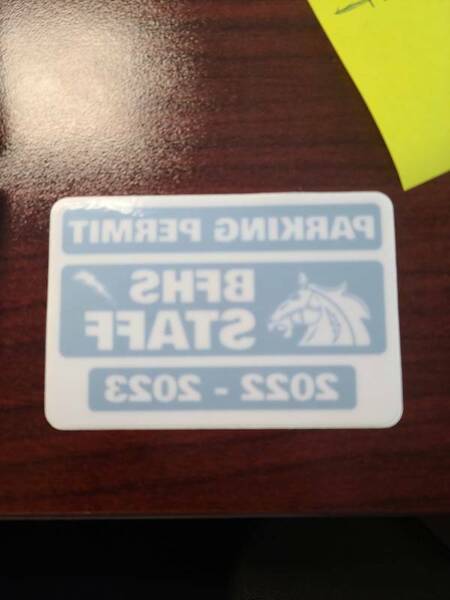 PARKING PERMIT
BFHS
STAFF
2022 - 2023